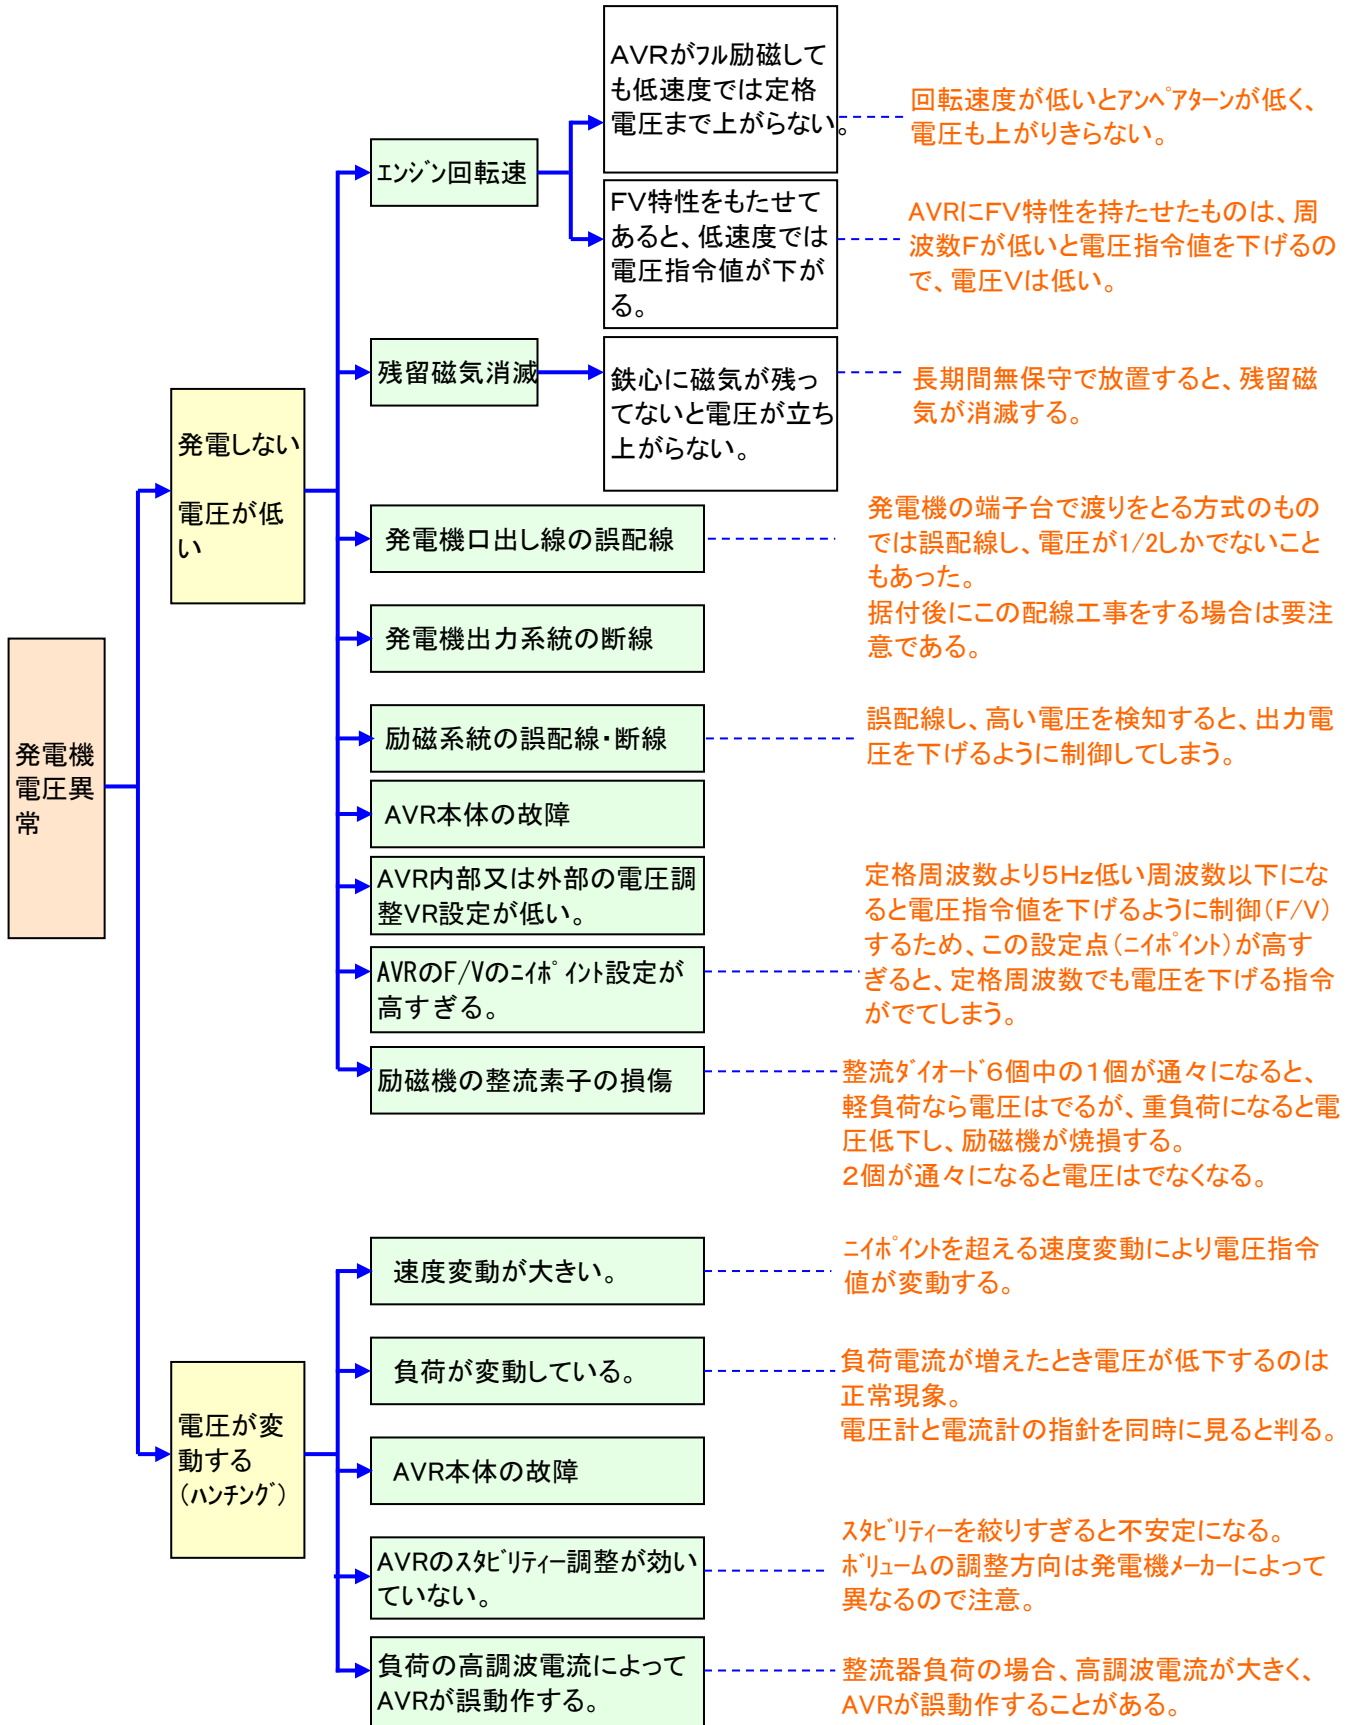 発電機
電圧異
常
発電しない
電圧が低
い
ｴﾝｼﾞﾝ回転速
AVRがﾌﾙ励磁して
も低速度では定格
電圧まで上がらない。
回転速度が低いとｱﾝﾍﾟｱﾀｰﾝが低く、
電圧も上がりきらない。
FV特性をもたせて
あると、低速度では
電圧指令値が下が
る。
AVRにFV特性を持たせたものは、周
波数Fが低いと電圧指令値を下げるの
で、電圧Vは低い。
残留磁気消滅
鉄心に磁気が残っ
てないと電圧が立ち
上がらない。
長期間無保守で放置すると、残留磁
気が消滅する。
発電機口出し線の誤配線
発電機の端子台で渡りをとる方式のもの
では誤配線し、電圧が1/2しかでないこと
もあった。
据付後にこの配線工事をする場合は要注
意である。
発電機出力系統の断線
励磁系統の誤配線・断線
誤配線し、高い電圧を検知すると、出力電
圧を下げるように制御してしまう。
AVR本体の故障
AVR内部又は外部の電圧調
整VR設定が低い。
AVRのF/Vのﾆｲﾎﾟｲﾝﾄ設定が
高すぎる。
定格周波数より5Hz低い周波数以下にな
ると電圧指令値を下げるように制御(F/V)
するため、この設定点(ﾆｲﾎﾟｲﾝﾄ)が高す
ぎると、定格周波数でも電圧を下げる指令
がでてしまう。
励磁機の整流素子の損傷
整流ﾀﾞｲｵｰﾄﾞ6個中の1個が通々になると、
軽負荷なら電圧はでるが、重負荷になると電
圧低下し、励磁機が焼損する。
2個が通々になると電圧はでなくなる。
電圧が変
動する
(ﾊﾝﾁﾝｸﾞ)
速度変動が大きい。
ﾆｲﾎﾟｲﾝﾄを超える速度変動により電圧指令
値が変動する。
負荷が変動している。
負荷電流が増えたとき電圧が低下するのは
正常現象。
電圧計と電流計の指針を同時に見ると判る。
AVR本体の故障
AVRのｽﾀﾋﾞﾘﾃｨｰ調整が効い
ていない。
ｽﾀﾋﾞﾘﾃｨｰを絞りすぎると不安定になる。
ﾎﾞﾘｭｰﾑの調整方向は発電機ﾒｰｶｰによって
異なるので注意。
負荷の高調波電流によって
AVRが誤動作する。
整流器負荷の場合、高調波電流が大きく、
AVRが誤動作することがある。